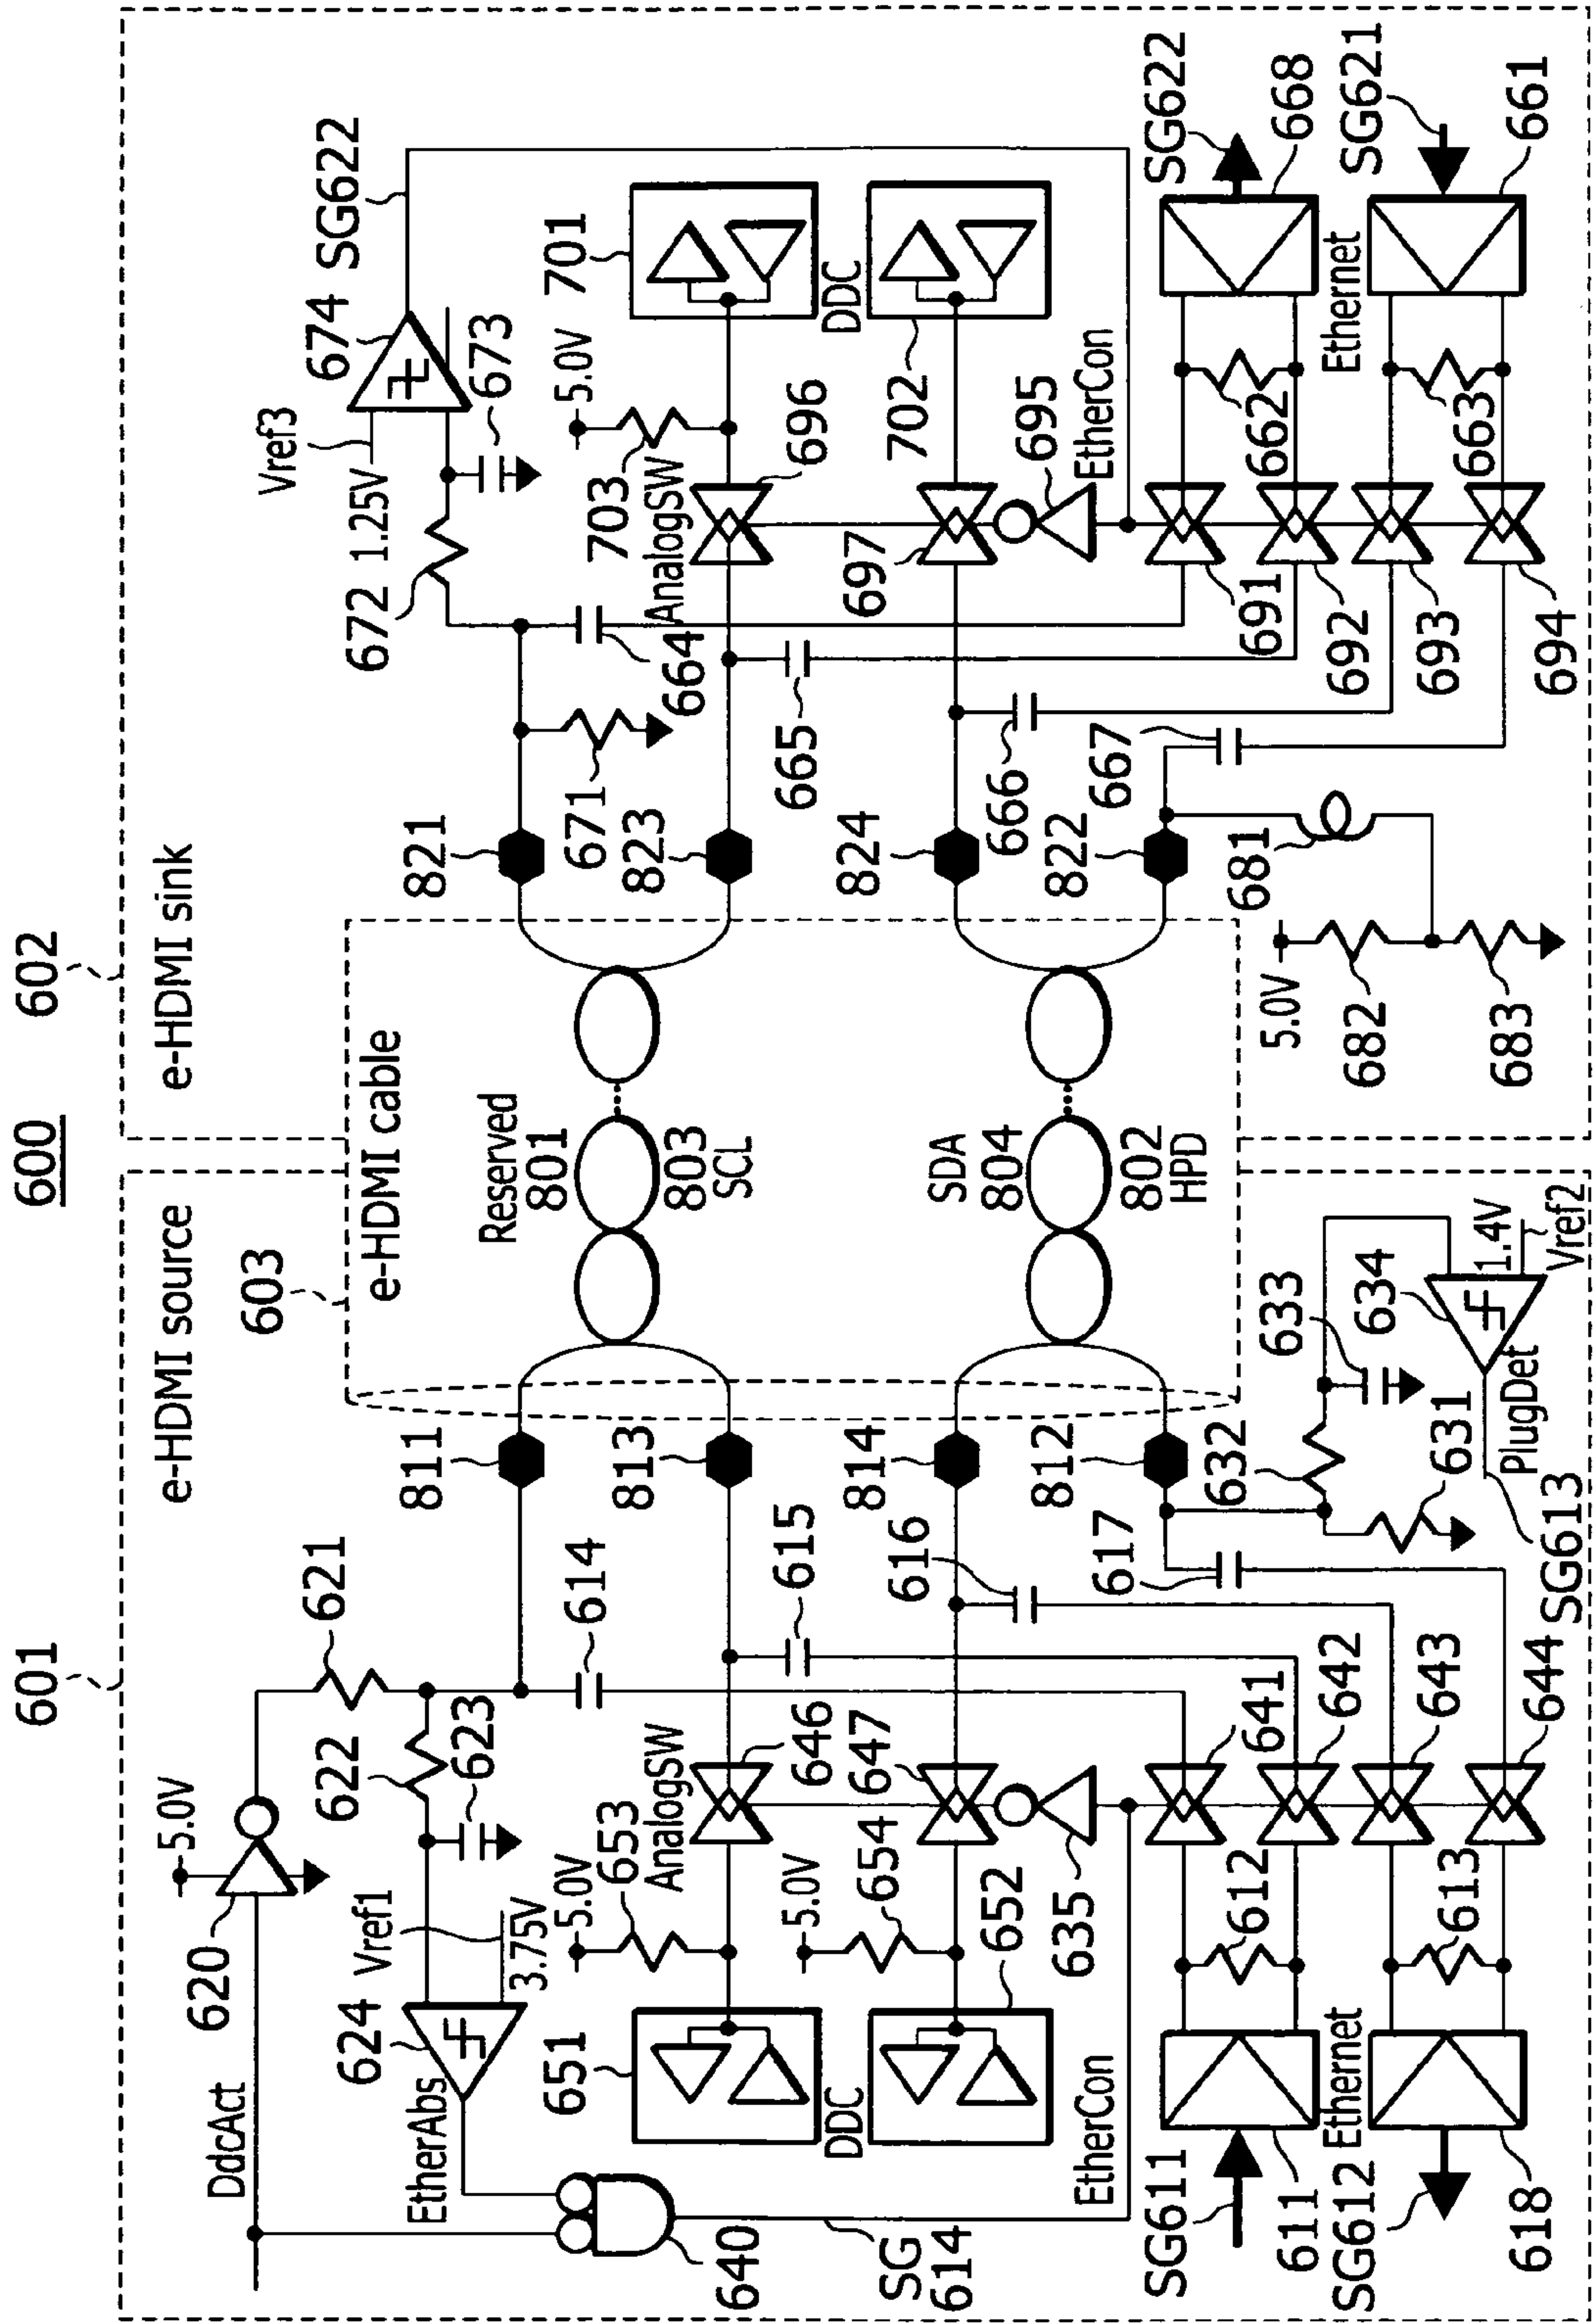 600
601
602
e-HDMI source
e-HDMI sink
603
e-HDMI cable
DdcAct
620
5.0V
621
622
623
Vref1
3.75V
624
EtherAbs
640
SG
614
EtherCon
614
811
813
814
812
615
616
617
5.0V
653
AnalogSW
646
651
DDC
5.0V
654
647
652
635
641
642
643
644
612
613
SG611
611
Ethernet
SG612
618
632
631
633
634
1.4V
Vref2
PlugDet
SG613
Reserved
801
803
SCL
SDA
804
802
HPD
821
823
824
822
671
672
1.25V
Vref3
674
673
SG622
664
665
666
667
703
5.0V
AnalogSW
696
701
DDC
702
697
695
EtherCon
691
692
693
694
662
663
Ethernet
SG622
668
SG621
661
681
5.0V
682
683